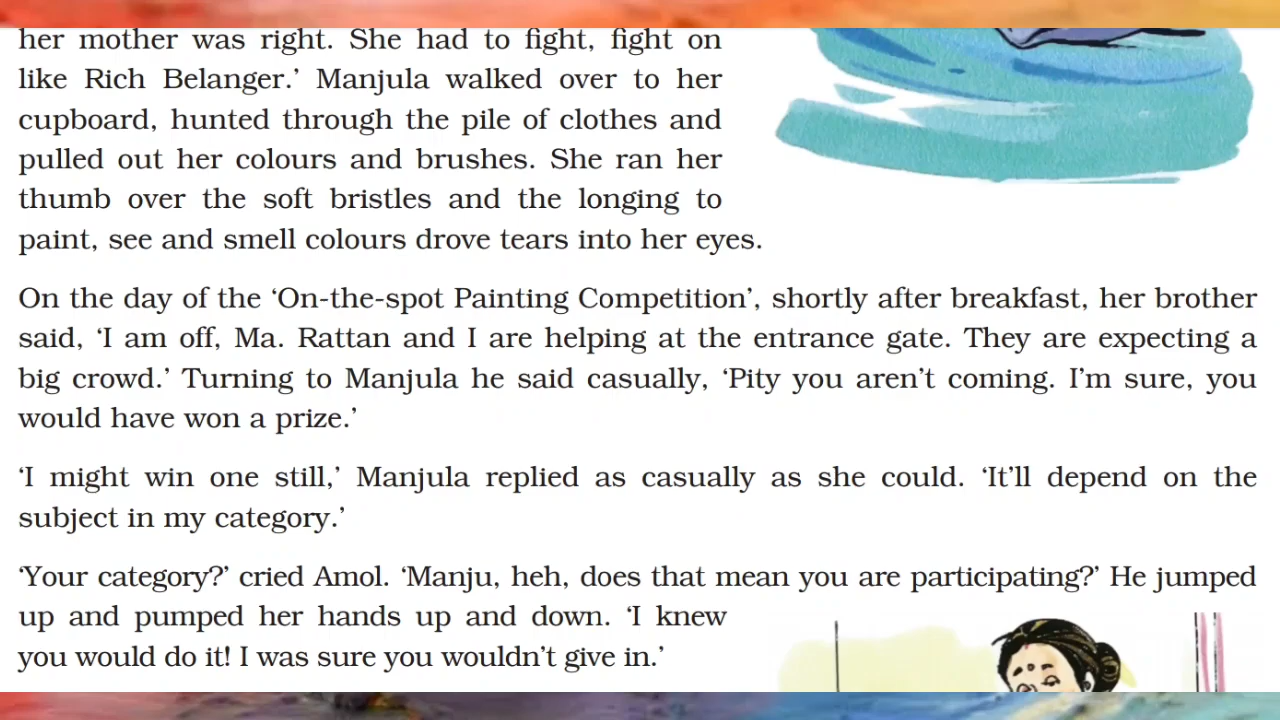 her mother was right. She had to fight, fight on
like Rich Belanger.’ Manjula walked over to her
cupboard, hunted through the pile of clothes and
pulled out her colours and brushes. She ran her
thumb over the soft bristles and the longing to
paint, see and smell colours drove tears into her eyes.
On the day of the ‘On-the-spot Painting Competition’, shortly after breakfast, her brother
said, ‘I am off, Ma. Rattan and I are helping at the entrance gate. They are expecting a
big crowd.’ Turning to Manjula he said casually, ‘Pity you aren’t coming. I’m sure, you
would have won a prize.’
‘I might win one still,’ Manjula replied as casually as she could. ‘It’ll depend on the
subject in my category.’
‘Your category?’ cried Amol. ‘Manju, heh, does that mean you are participating?’ He jumped
up and pumped her hands up and down. ‘I knew
you would do it! I was sure you wouldn’t give in.’